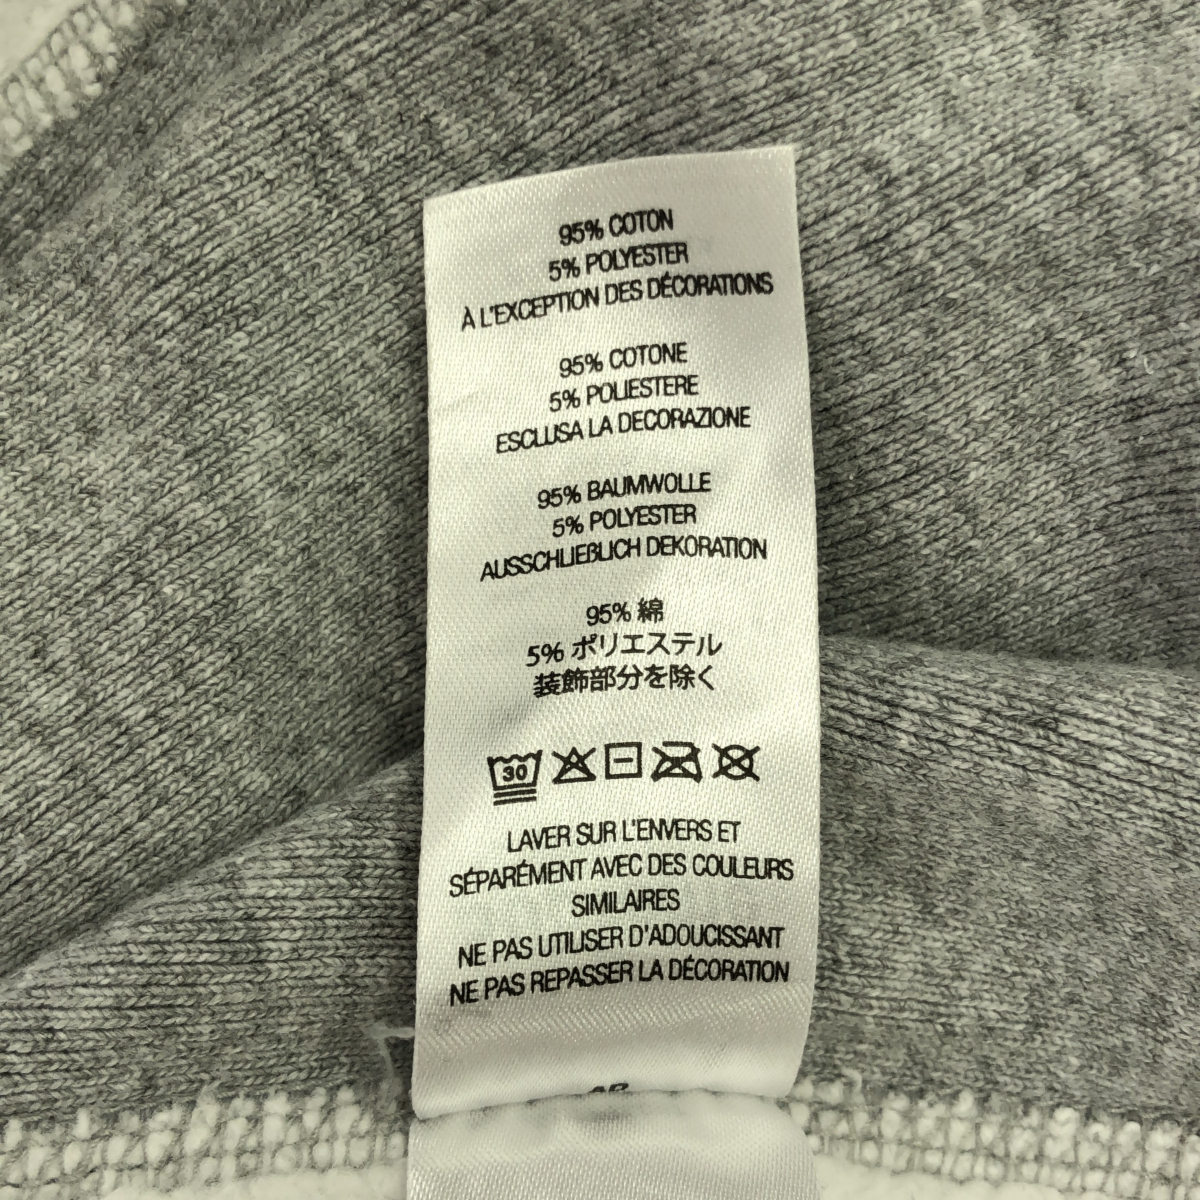 95% COTON
5% POLYESTER
À L'EXCEPTION DES DÉCORATIONS
95% COTONE
5% POLIESTERE
ESCLUSA LA DECORAZIONE
95% BAUMWOLLE
5% POLYESTER
AUSSCHLIEßLICH DEKORATION
95% 綿
5% ポリエステル
装飾部分を除く
30
LAVER SUR L'ENVERS ET
SÉPARÉMENT AVEC DES COULEURS
SIMILAIRES
NE PAS UTILISER D'ADOUCISSANT
NE PAS REPASSER LA DÉCORATION